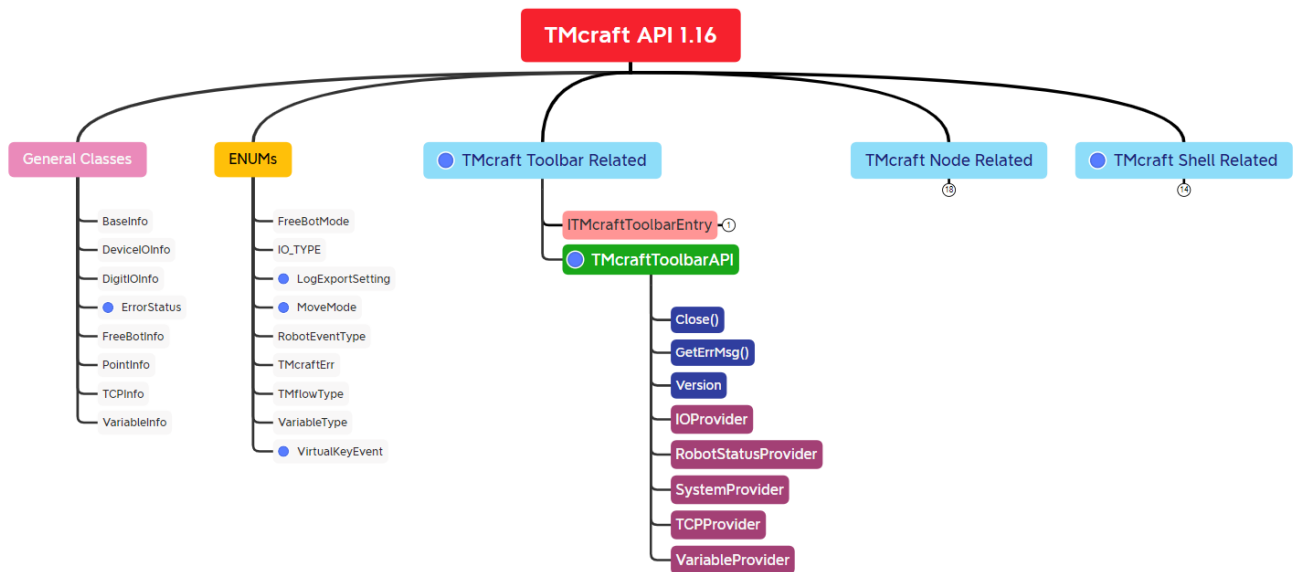 TMcraft API 1.16
General Classes
BaseInfo
DeviceIOInfo
DigitIOInfo
ErrorStatus
FreeBotInfo
PointInfo
TCPInfo
VariableInfo
ENUMs
FreeBotMode
IO_TYPE
LogExportSetting
MoveMode
RobotEventType
TMcraftErr
TMflowType
VariableType
VirtualKeyEvent
TMcraft Toolbar Related
ITMcraftToolbarEntry
1
TMcraftToolbarAPI
Close()
GetErrMsg()
Version
IOProvider
RobotStatusProvider
SystemProvider
TCPProvider
VariableProvider
TMcraft Node Related
18
TMcraft Shell Related
14